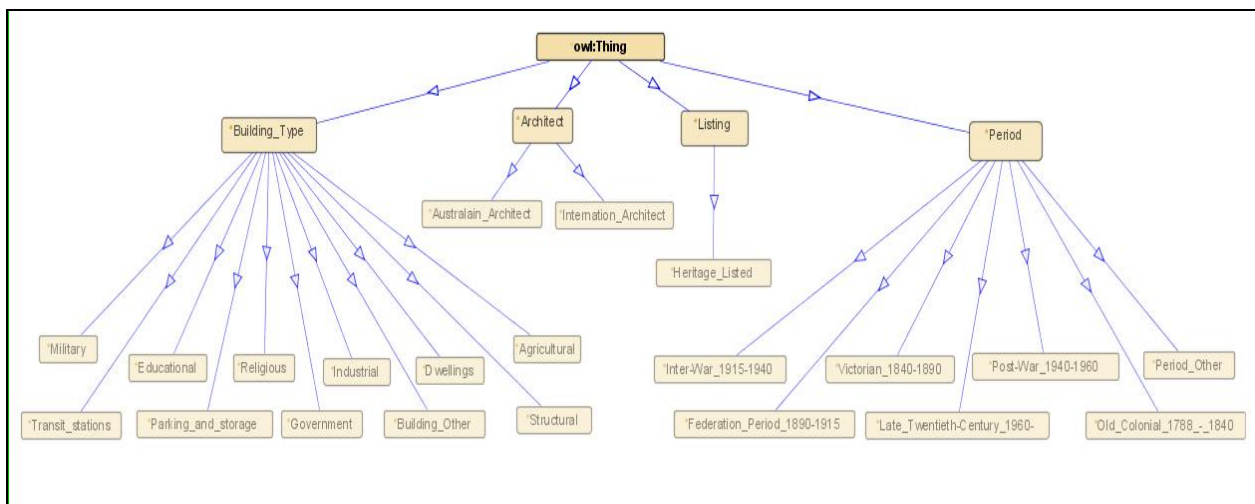 owl:Thing
*Building_Type
*Architect
*Listing
*Period
*Australain_Architect
*Internation_Architect
*Heritage_Listed
*Military
*Educational
*Religious
*Industrial
*Dwellings
*Agricultural
*Transit_stations
*Parking_and_storage
*Government
*Building_Other
*Structural
*Inter-War_1915-1940
*Victorian_1840-1890
*Post-War_1940-1960
*Period_Other
*Federation_Period_1890-1915
*Late_Twentieth-Century_1960-
*Old_Colonial_1788_-_1840